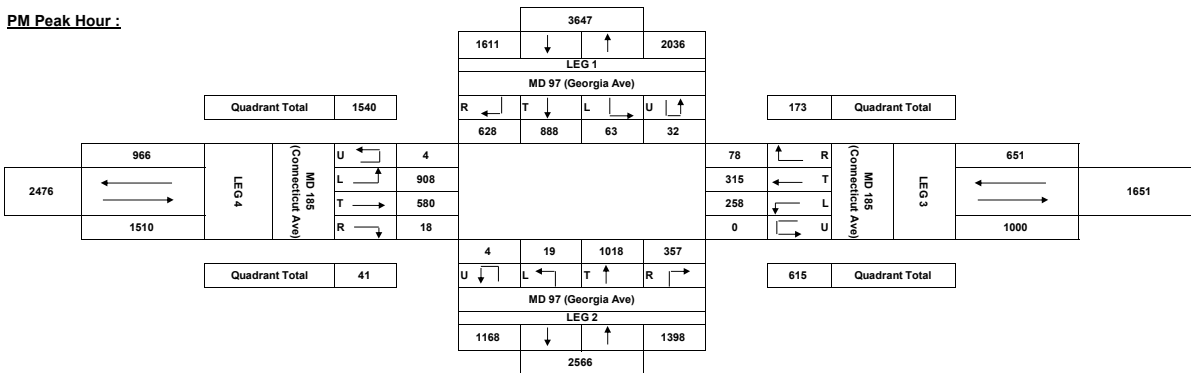 PM Peak Hour :
3647
1611 2036
LEG 1
MD 97 (Georgia Ave)
Quadrant Total 1540
R T L U
173 Quadrant Total
628 888 63 32
966
U 4
78 R
651
2476
LEG 4
MD 185 (Connecticut Ave)
L 908
315 T
MD 185 (Connecticut Ave)
LEG 3
1651
T 580
258 L
1510
R 18
0 U
1000
4 19 1018 357
Quadrant Total 41
U L T R
615 Quadrant Total
MD 97 (Georgia Ave)
LEG 2
1168 1398
2566